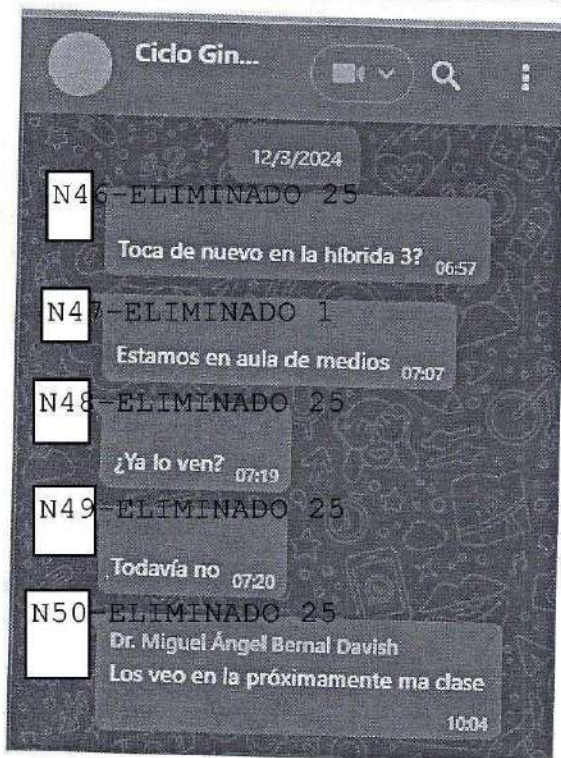 Ciclo Gin...
12/3/2024
N46-ELIMINADO 25
Toca de nuevo en la híbrida 3? 06:57
N47-ELIMINADO 1
Estamos en aula de medios 07:07
N48-ELIMINADO 25
¿Ya lo ven? 07:19
N49-ELIMINADO 25
Todavía no 07:20
N50-ELIMINADO 25
Dr. Miguel Ángel Bernal Davish
Los veo en la próximamente ma clase
10:04